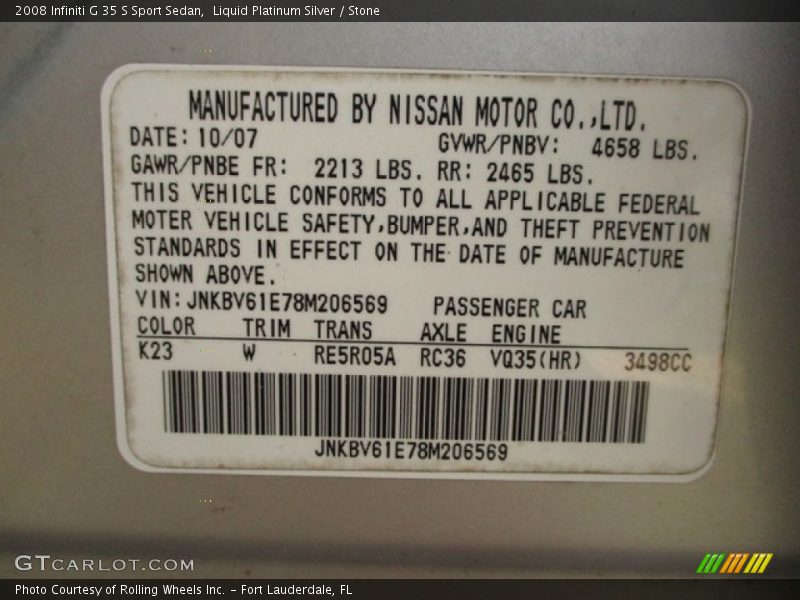 2008 Infiniti G 35 S Sport Sedan,  Liquid Platinum Silver / Stone
MANUFACTURED BY NISSAN MOTOR CO.,LTD.
DATE: 10/07 GVWR/PNBV: 4658 LBS.
GAWR/PNBE FR: 2213 LBS. RR: 2465 LBS.
THIS VEHICLE CONFORMS TO ALL APPLICABLE FEDERAL
MOTER VEHICLE SAFETY,BUMPER,AND THEFT PREVENTION
STANDARDS IN EFFECT ON THE DATE OF MANUFACTURE
SHOWN ABOVE.
VIN: JNKBV61E78M206569 PASSENGER CAR
COLOR TRIM TRANS AXLE ENGINE
K23 W RE5R05A RC36 VQ35(HR) 3498CC
JNKBV61E78M206569
GTCARLOT.COM
Photo Courtesy of Rolling Wheels Inc. – Fort Lauderdale, FL